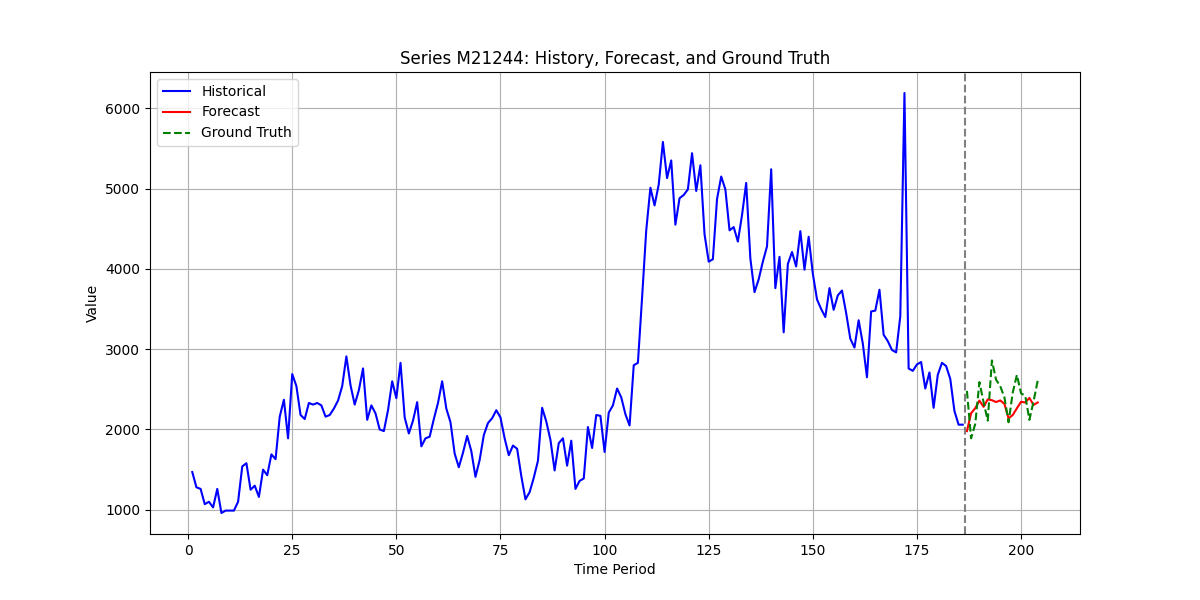 Series M21244: History, Forecast, and Ground Truth
Historical
Forecast
Ground Truth
6000
5000
4000
3000
2000
1000
Value
0 25 50 75 100 125 150 175 200
Time Period